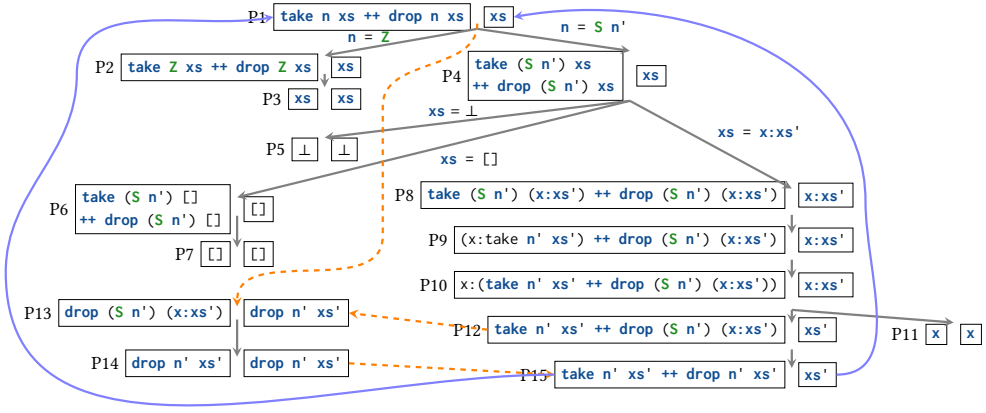 P1 take n xs ++ drop n xs xs
n = Z n = S n'
P2 take Z xs ++ drop Z xs xs
P3 xs xs
P4 take (S n') xs
++ drop (S n') xs xs
xs = ⊥
xs = x:xs'
P5 ⊥ ⊥
xs = []
P6 take (S n') []
++ drop (S n') [] []
P7 [] []
P8 take (S n') (x:xs') ++ drop (S n') (x:xs') x:xs'
P9 (x:take n' xs') ++ drop (S n') (x:xs') x:xs'
P10 x:(take n' xs' ++ drop (S n') (x:xs')) x:xs'
P13 drop (S n') (x:xs') drop n' xs'
P12 take n' xs' ++ drop (S n') (x:xs') xs'
P11 x x
P14 drop n' xs' drop n' xs'
P15 take n' xs' ++ drop n' xs' xs'